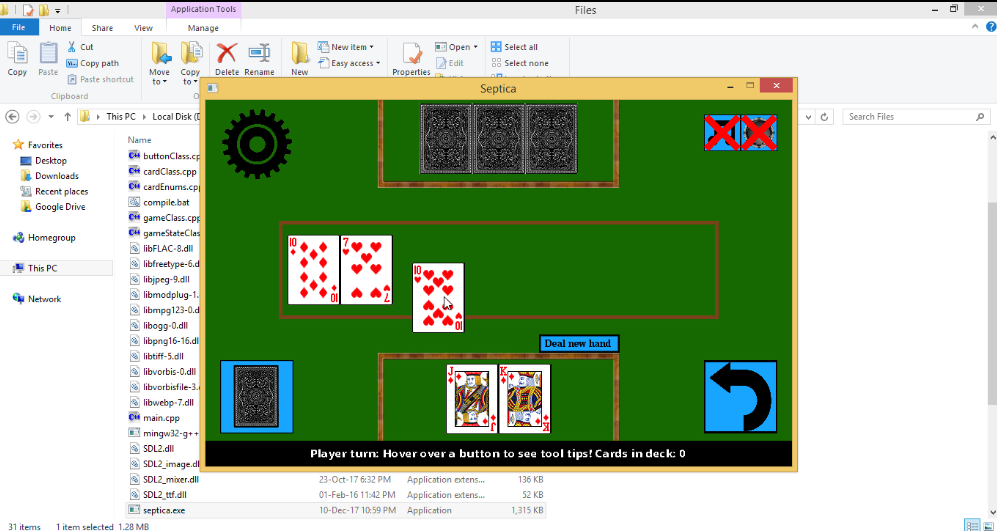 Application Tools
Files
File
Home
Share
View
Manage
Cut
Copy path
Paste shortcut
Copy
Paste
Move to
Copy to
Delete
Rename
New
New item
Easy access
Properties
Open
Edit
Select all
Select none
Clipboard
This PC
Local Disk (D
Search Files
Septica
Favorites
Desktop
Downloads
Recent places
Google Drive
Homegroup
This PC
Network
Name
buttonClass.cp
cardClass.cpp
cardEnums.cp
compile.bat
gameClass.cp
gameStateClas
libFLAC-8.dll
libfreetype-6.d
libjpeg-9.dll
libmodplug-1.
libmpg123-0.d
libogg-0.dll
libpng16-16.dl
libtiff-5.dll
libvorbis-0.dll
libvorbisfile-3.
libwebp-7.dll
main.cpp
mingw32-g++
SDL2.dll
SDL2_image.dl
SDL2_mixer.dll
SDL2_ttf.dll
septica.exe
10
10
7
7
10
10
Deal new hand
J
J
K
K
Player turn: Hover over a button to see tool tips! Cards in deck: 0
23-Oct-17 6:32 PM Application extens... 136 KB
01-Feb-16 11:42 PM Application extens... 52 KB
10-Dec-17 10:59 PM Application 1,315 KB
31 items 1 item selected 1.28 MB